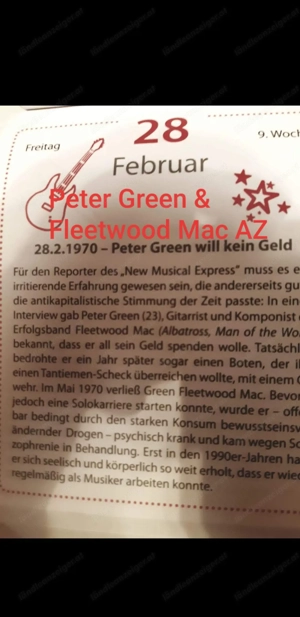 Freitag
28
9. Woc
Februar
Peter Green &
Fleetwood Mac AZ
28.2.1970 – Peter Green will kein Geld
Für den Reporter des „New Musical Express“ muss es e
irritierende Erfahrung gewesen sein, die andererseits gu
die antikapitalistische Stimmung der Zeit passte: In ein
Interview gab Peter Green (23), Gitarrist und Komponist
Erfolgsband Fleetwood Mac (Albatross, Man of the Wo
bekannt, dass er all sein Geld spenden wolle. Tatsächl
bedrohte er ein Jahr später sogar einen Boten, der i
einen Tantiemen-Scheck überreichen wollte, mit einem
wehr. Im Mai 1970 verließ Green Fleetwood Mac. Bevor
jedoch eine Solokarriere starten konnte, wurde er – off
bar bedingt durch den starken Konsum bewusstseinsv
ändernder Drogen – psychisch krank und kam wegen Sc
zophrenie in Behandlung. Erst in den 1990er-Jahren ha
er sich seelisch und körperlich so weit erholt, dass er wie
regelmäßig als Musiker arbeiten konnte.